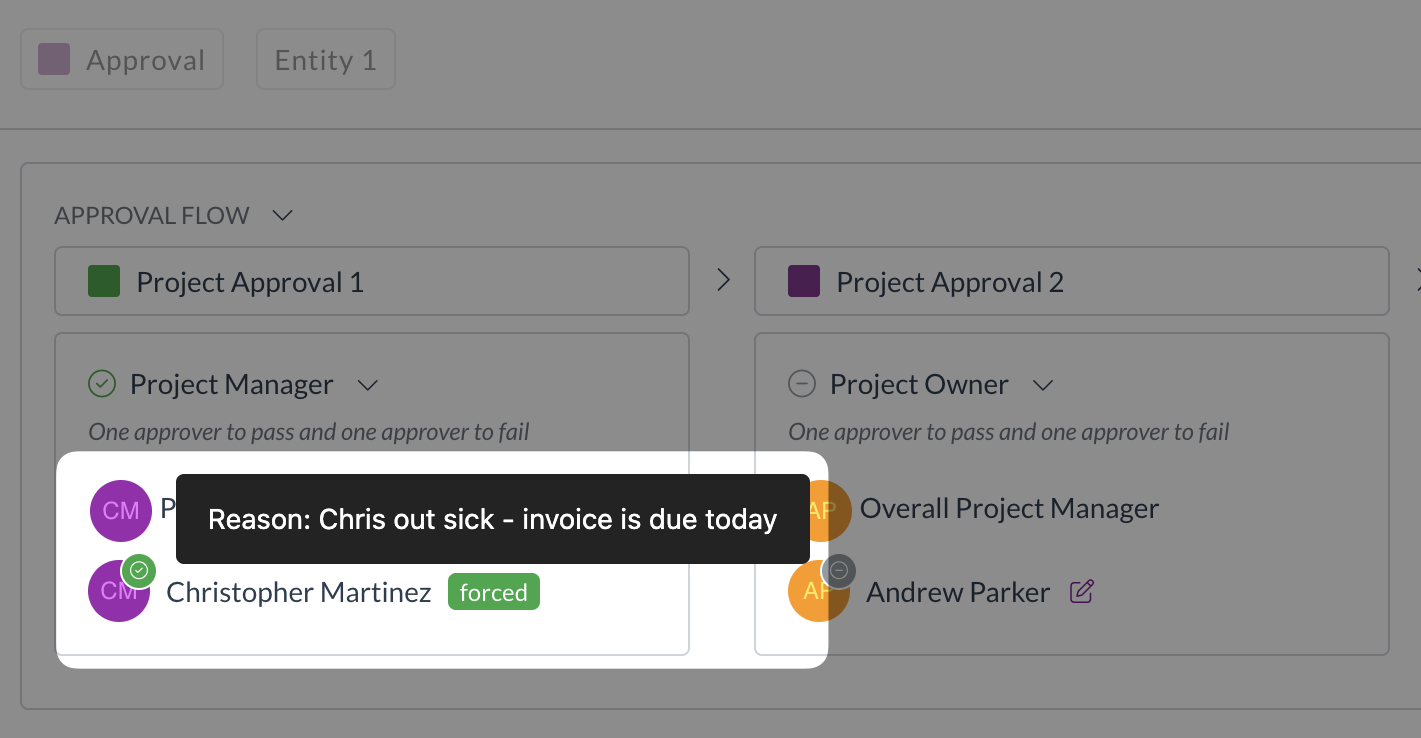 Approval
Entity 1
APPROVAL FLOW
Project Approval 1
Project Approval 2
Project Manager
One approver to pass and one approver to fail
Project Owner
One approver to pass and one approver to fail
CM P
Reason: Chris out sick - invoice is due today
AP Overall Project Manager
CM Christopher Martinez forced
AP Andrew Parker